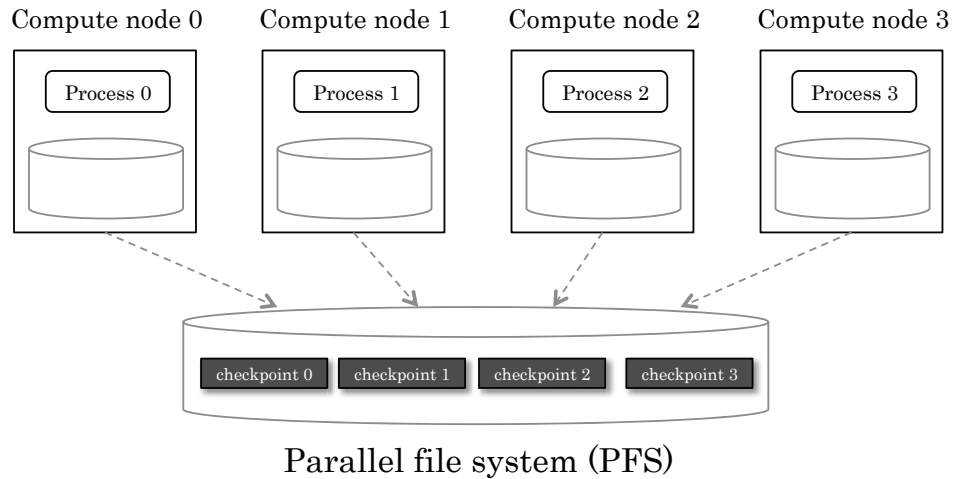 Compute node 0
Compute node 1
Compute node 2
Compute node 3
Process 0
Process 1
Process 2
Process 3
checkpoint 0
checkpoint 1
checkpoint 2
checkpoint 3
Parallel file system (PFS)